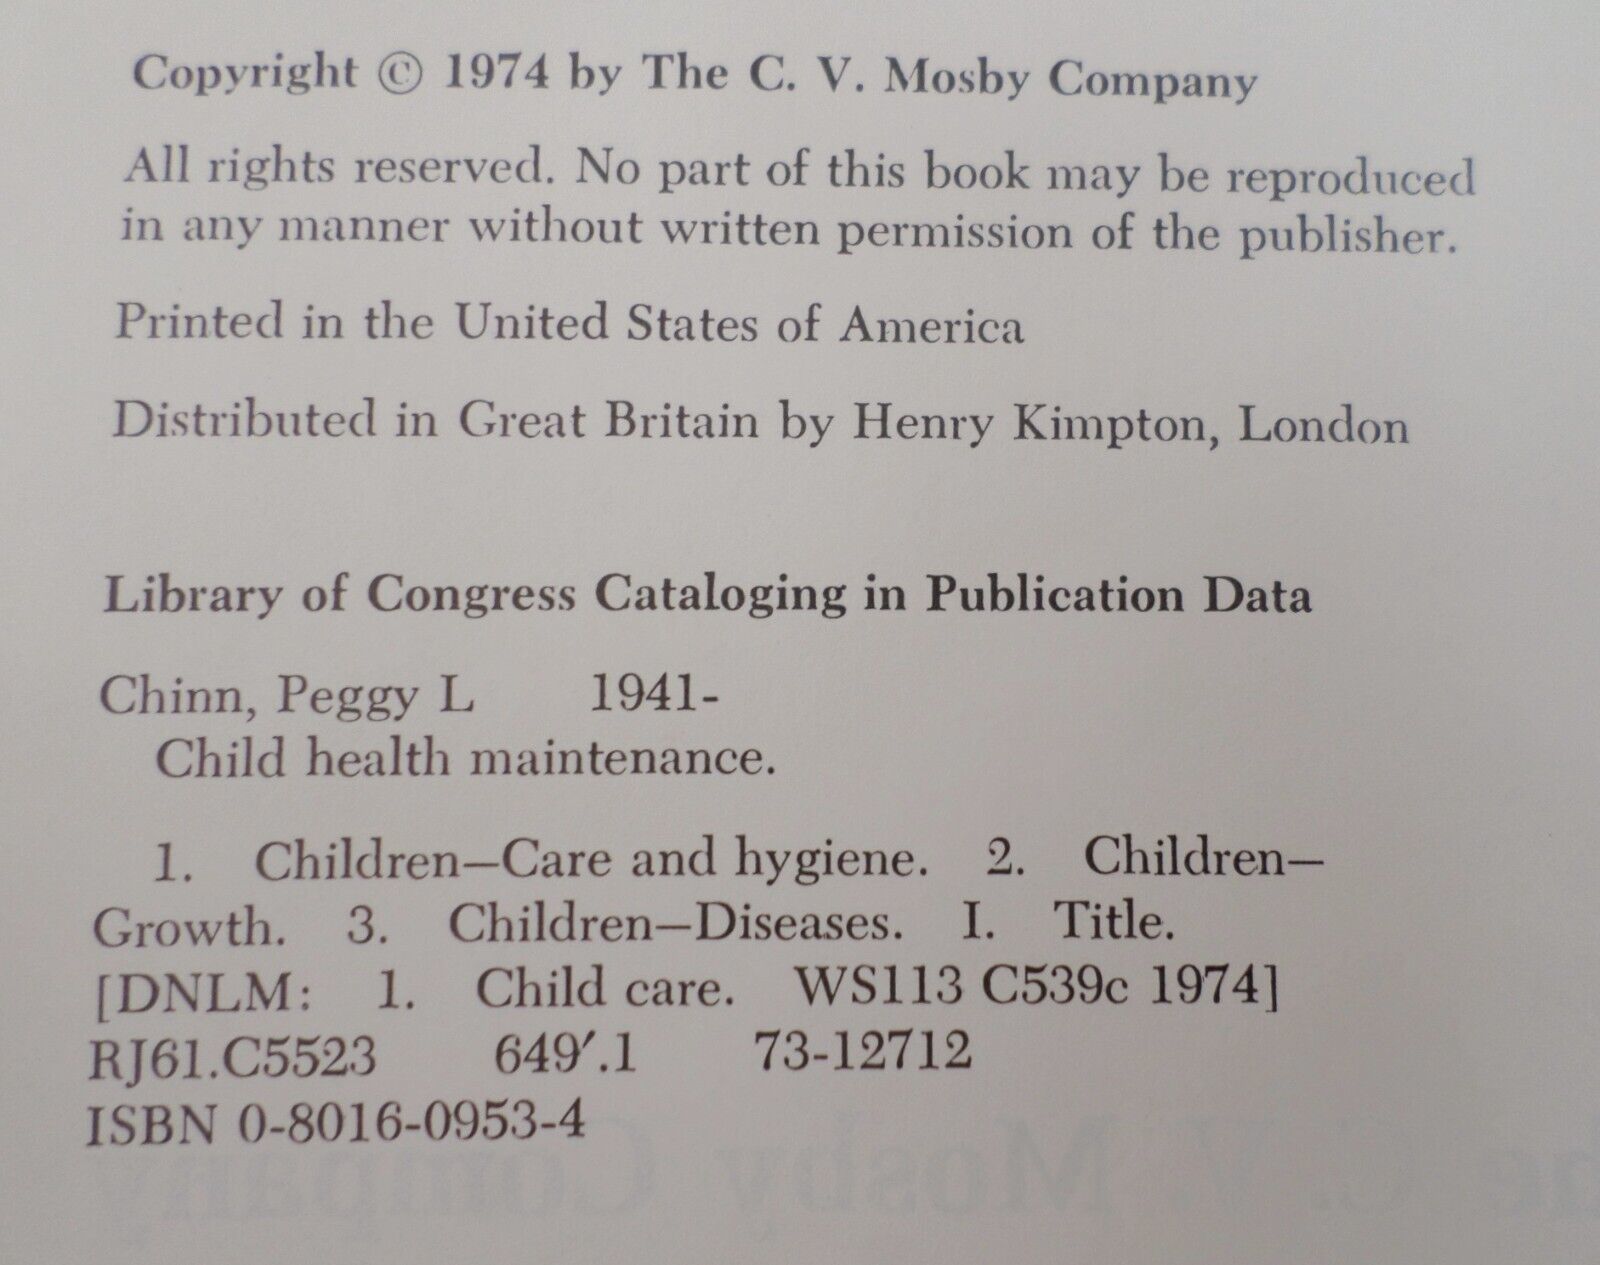 Copyright © 1974 by The C. V. Mosby Company
All rights reserved. No part of this book may be reproduced
in any manner without written permission of the publisher.
Printed in the United States of America
Distributed in Great Britain by Henry Kimpton, London
Library of Congress Cataloging in Publication Data
Chinn, Peggy L 1941-
Child health maintenance.
1. Children—Care and hygiene. 2. Children—
Growth. 3. Children—Diseases. I. Title.
[DNLM: 1. Child care. WS113 C539c 1974]
RJ61.C5523 649′.1 73-12712
ISBN 0-8016-0953-4
he C. V. Mosby Company